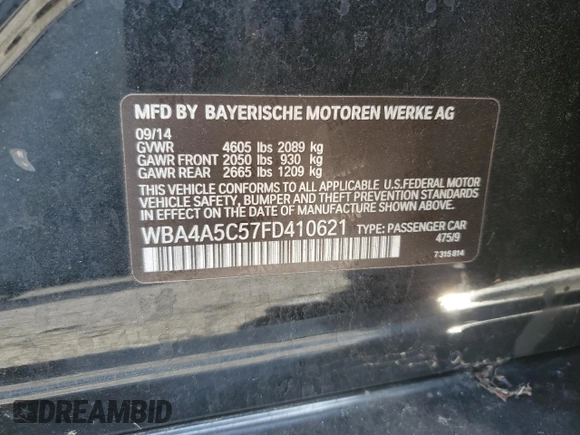 MFD BY BAYERISCHE MOTOREN WERKE AG
09/14
GVWR 4605 lbs 2089 kg
GAWR FRONT 2050 lbs 930 kg
GAWR REAR 2665 lbs 1209 kg
THIS VEHICLE CONFORMS TO ALL APPLICABLE U.S.FEDERAL MOTOR
VEHICLE SAFETY, BUMPER AND THEFT PREVENTION STANDARDS
IN EFFECT ON THE DATE OF MANUFACTURE SHOWN ABOVE.
WBA4A5C57FD410621 TYPE: PASSENGER CAR
475/9
7315814
DREAMBID